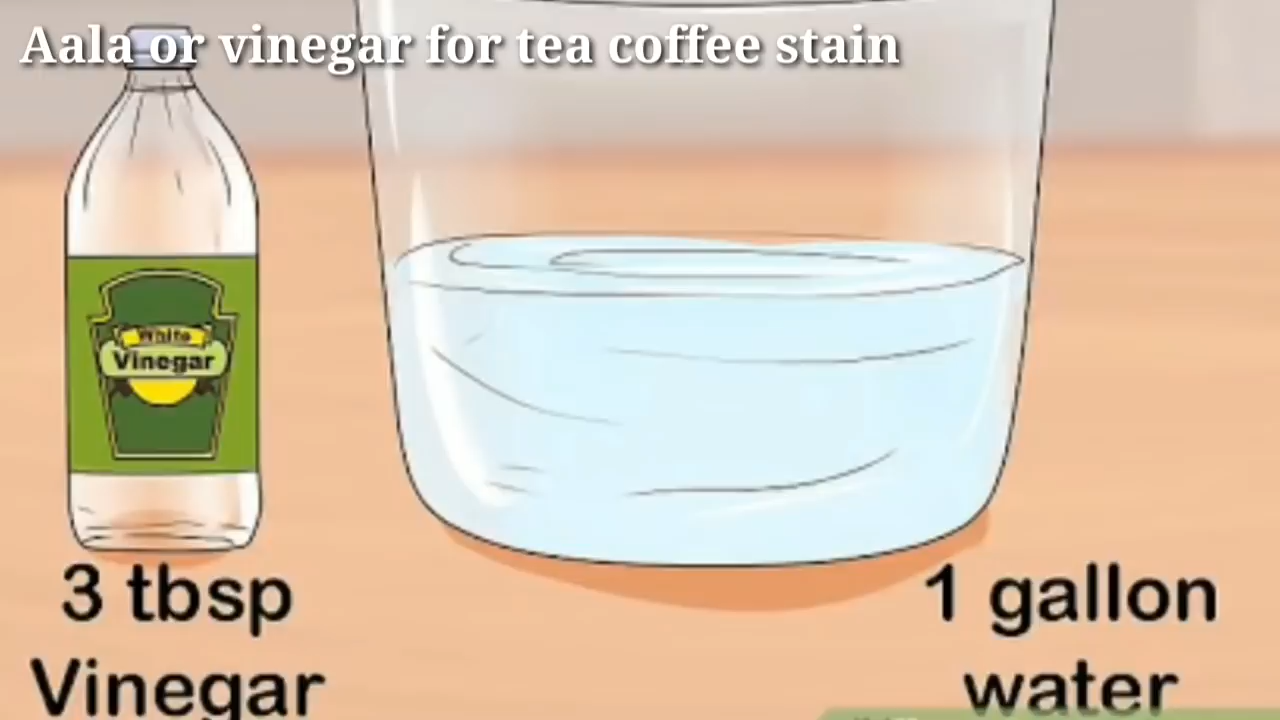 Aala or vinegar for tea coffee stain
White
Vinegar
3 tbsp
Vinegar
1 gallon
water